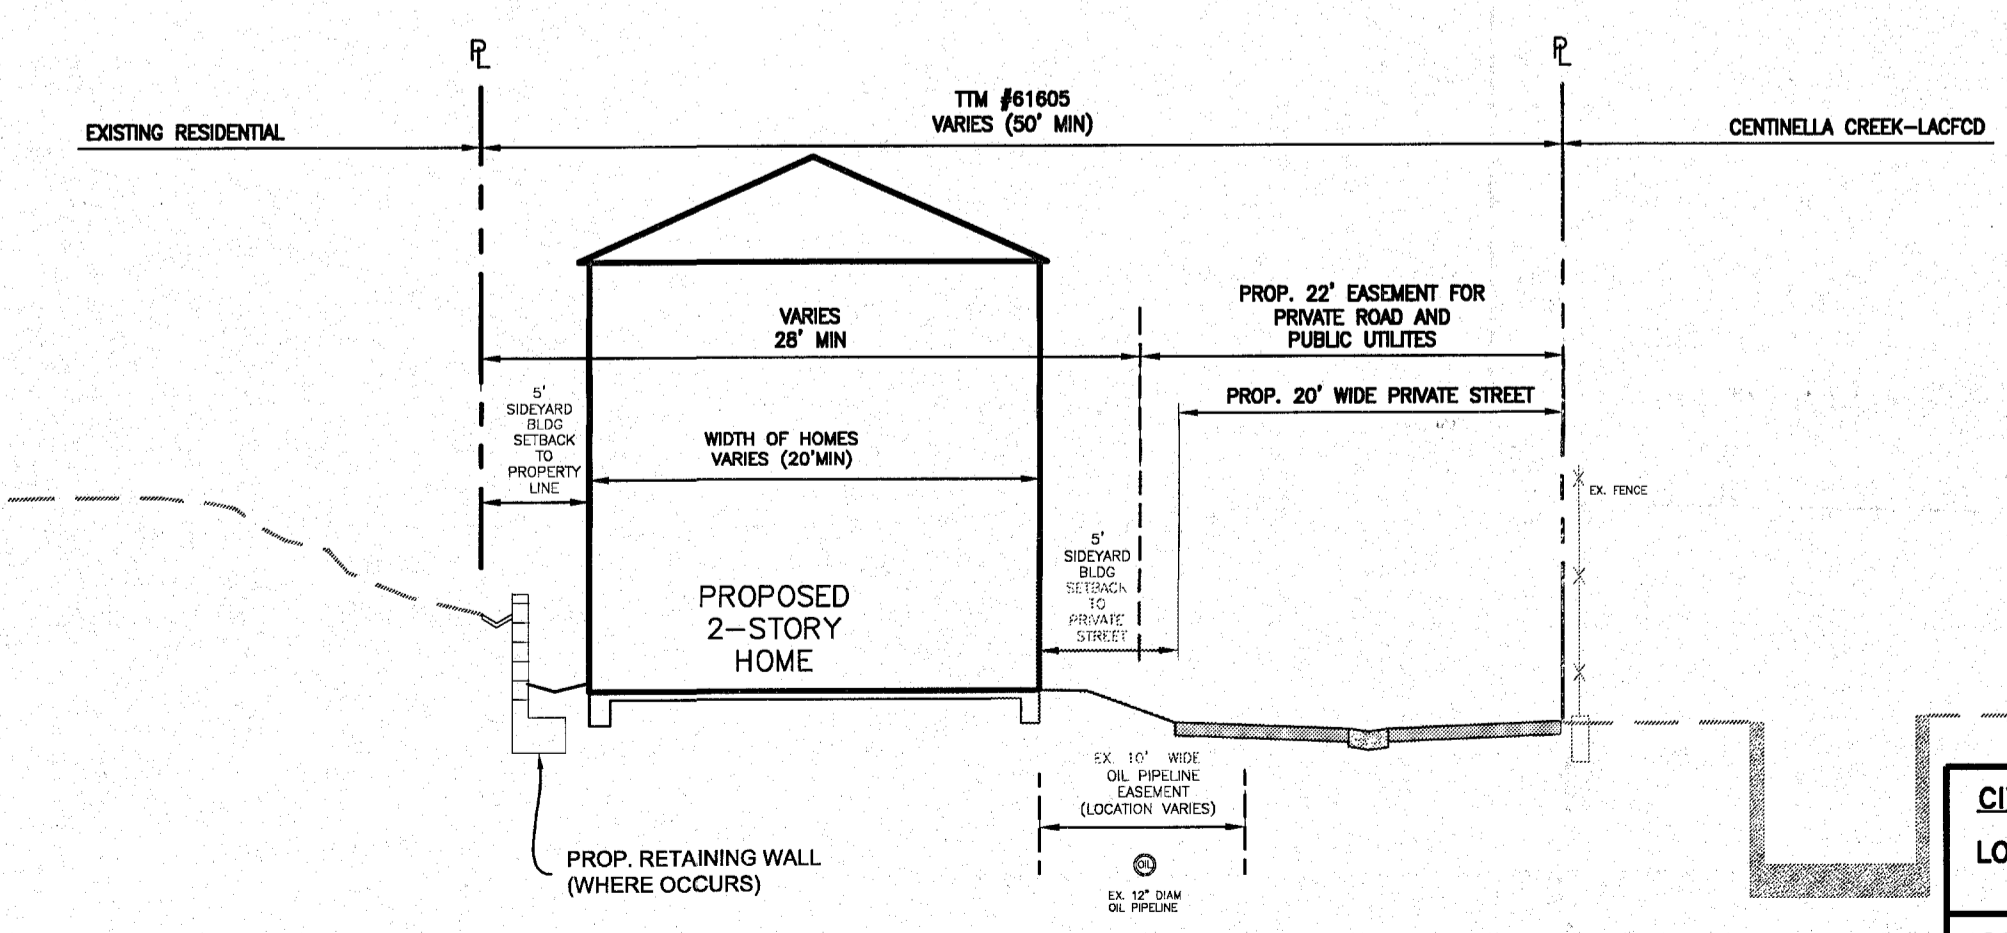 PL
PL
TTM #61605
VARIES (50' MIN)
EXISTING RESIDENTIAL
CENTINELLA CREEK-LACFCD
PROP. 22' EASEMENT FOR
PRIVATE ROAD AND
PUBLIC UTILITES
VARIES
28' MIN
PROP. 20' WIDE PRIVATE STREET
5'
SIDEYARD
BLDG
SETBACK
TO
PROPERTY
LINE
WIDTH OF HOMES
VARIES (20'MIN)
EX. FENCE
5'
SIDEYARD
BLDG
SETBACK
TO
PRIVATE
STREET
PROPOSED
2-STORY
HOME
EX. 10' WIDE
OIL PIPELINE
EASEMENT
(LOCATION VARIES)
OIL
EX. 12" DIAM
OIL PIPELINE
PROP. RETAINING WALL
(WHERE OCCURS)
LO